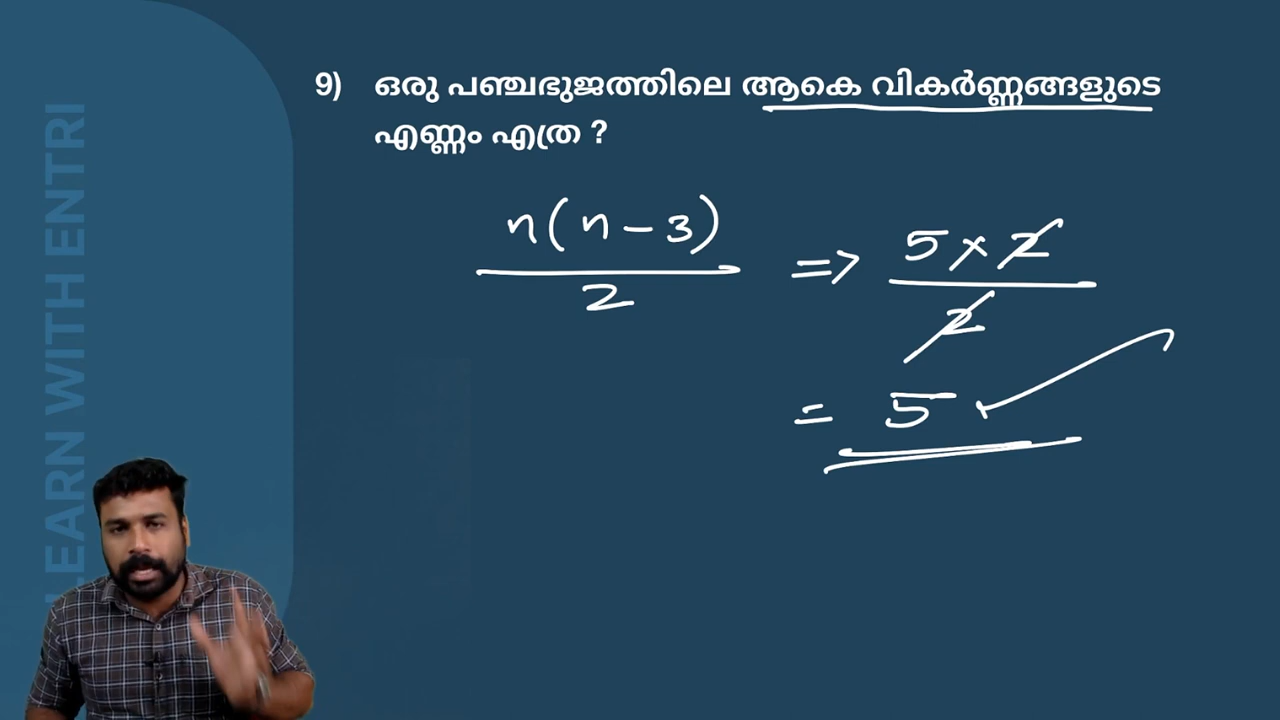 LEARN WITH ENTRI
9) ഒരു പഞ്ചഭുജത്തിലെ ആകെ വികർണ്ണങ്ങളുടെ
എണ്ണം എത്ര ?
n(n-3)/2 => 5×2/2
= 5